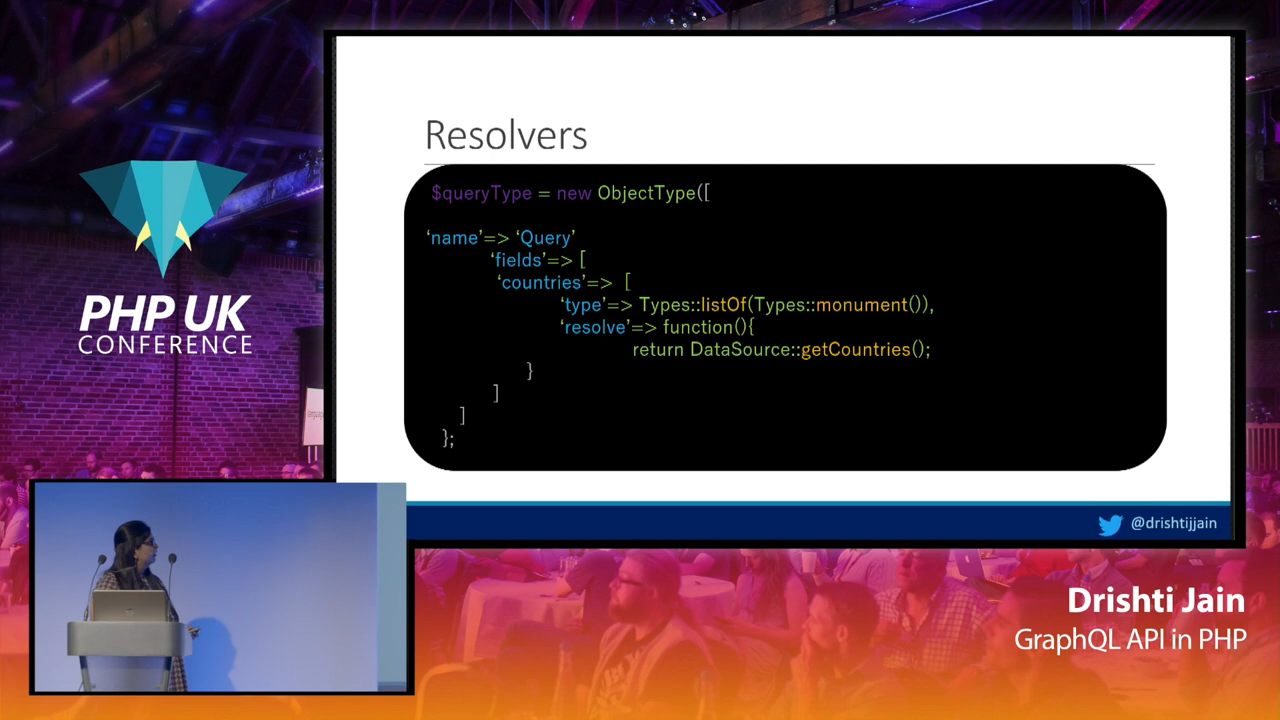 PHP UK
CONFERENCE
Resolvers
$queryType = new ObjectType([
‘name’=> ‘Query’
‘fields’=> [
‘countries’=> [
‘type’=> Types::listOf(Types::monument()),
‘resolve’=> function(){
return DataSource::getCountries();
}
]
]
};
@drishtijjain
Drishti Jain
GraphQL API in PHP